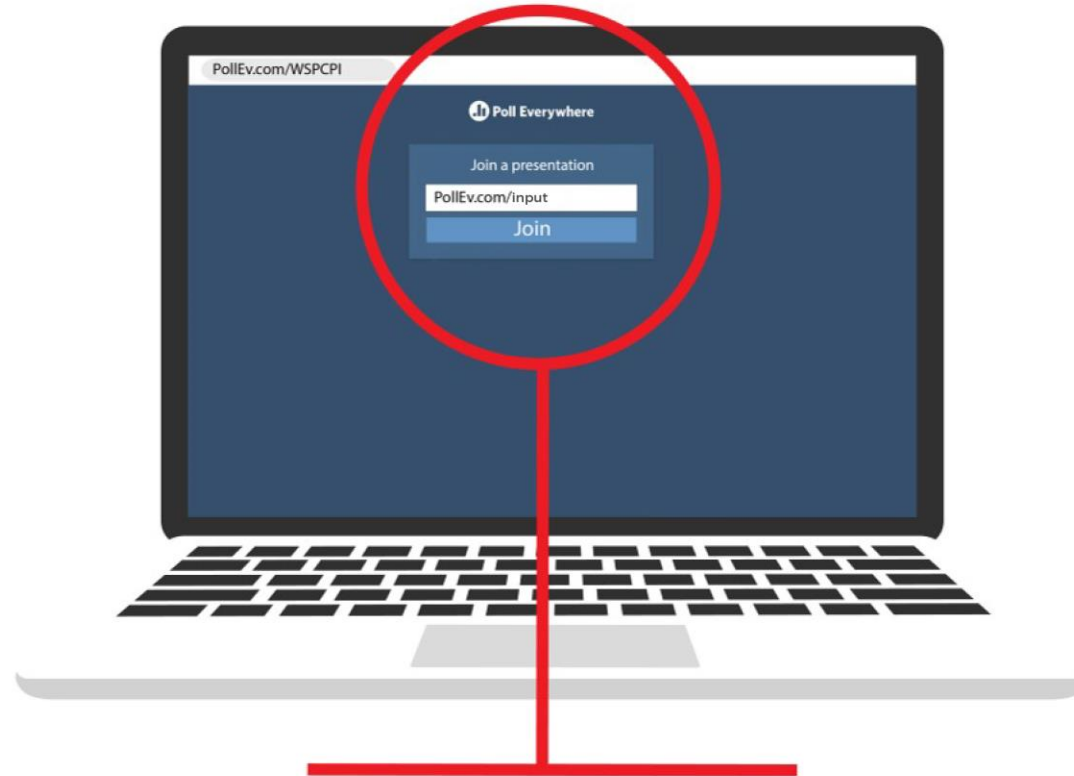 PollEv.com/WSPCPI
Poll Everywhere
Join a presentation
PollEv.com/input
Join